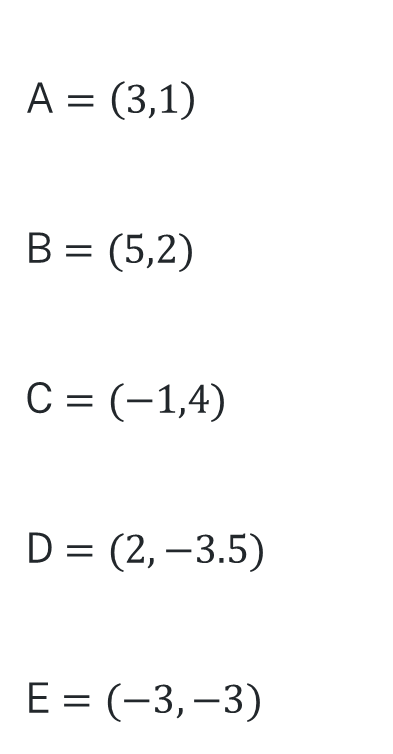 A = (3,1)
B = (5,2)
C = (−1,4)
D = (2, −3.5)
E = (−3, −3)